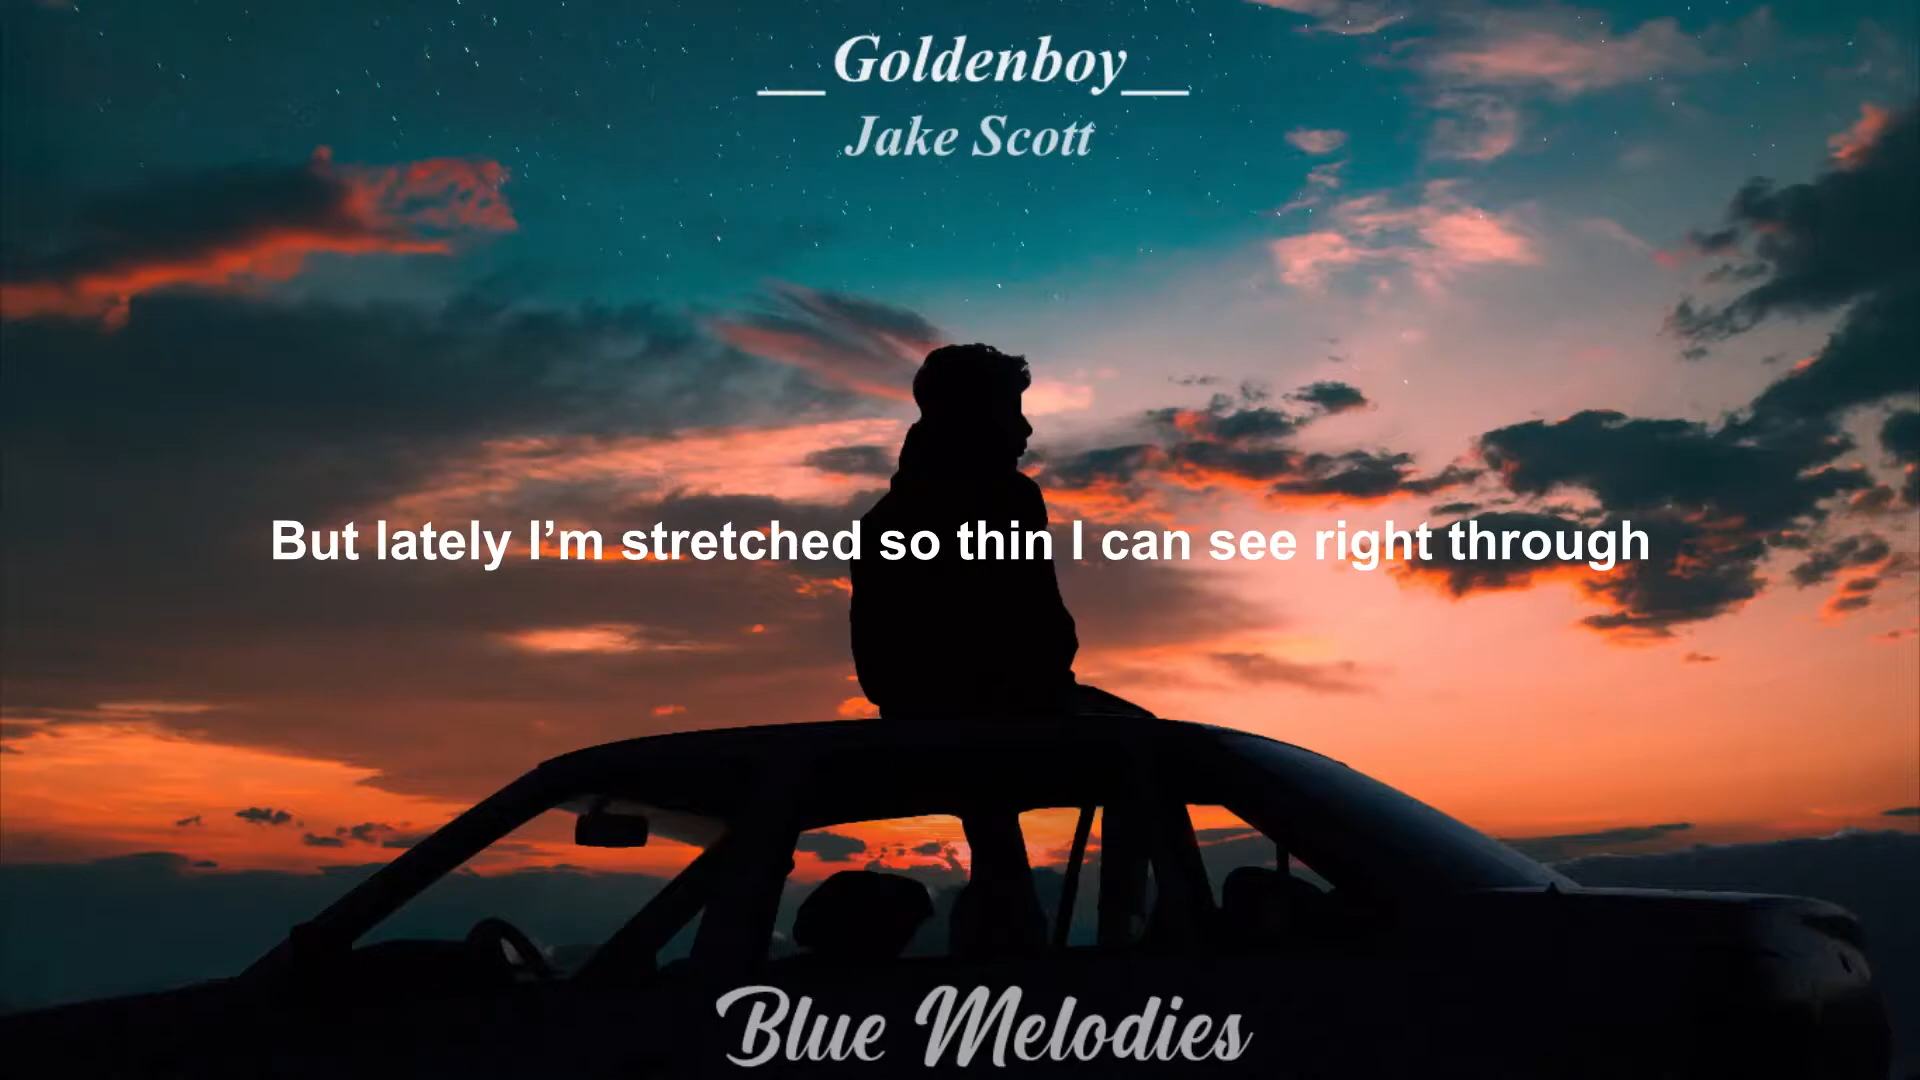 __Goldenboy__
Jake Scott
But lately I’m stretched so thin I can see right through
Blue Melodies